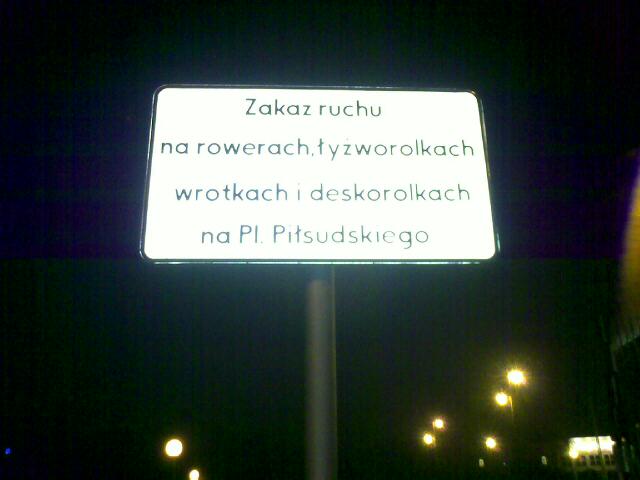 Zakaz ruchu
na rowerach,łyżworolkach
wrotkach i deskorolkach
na Pl. Piłsudskiego